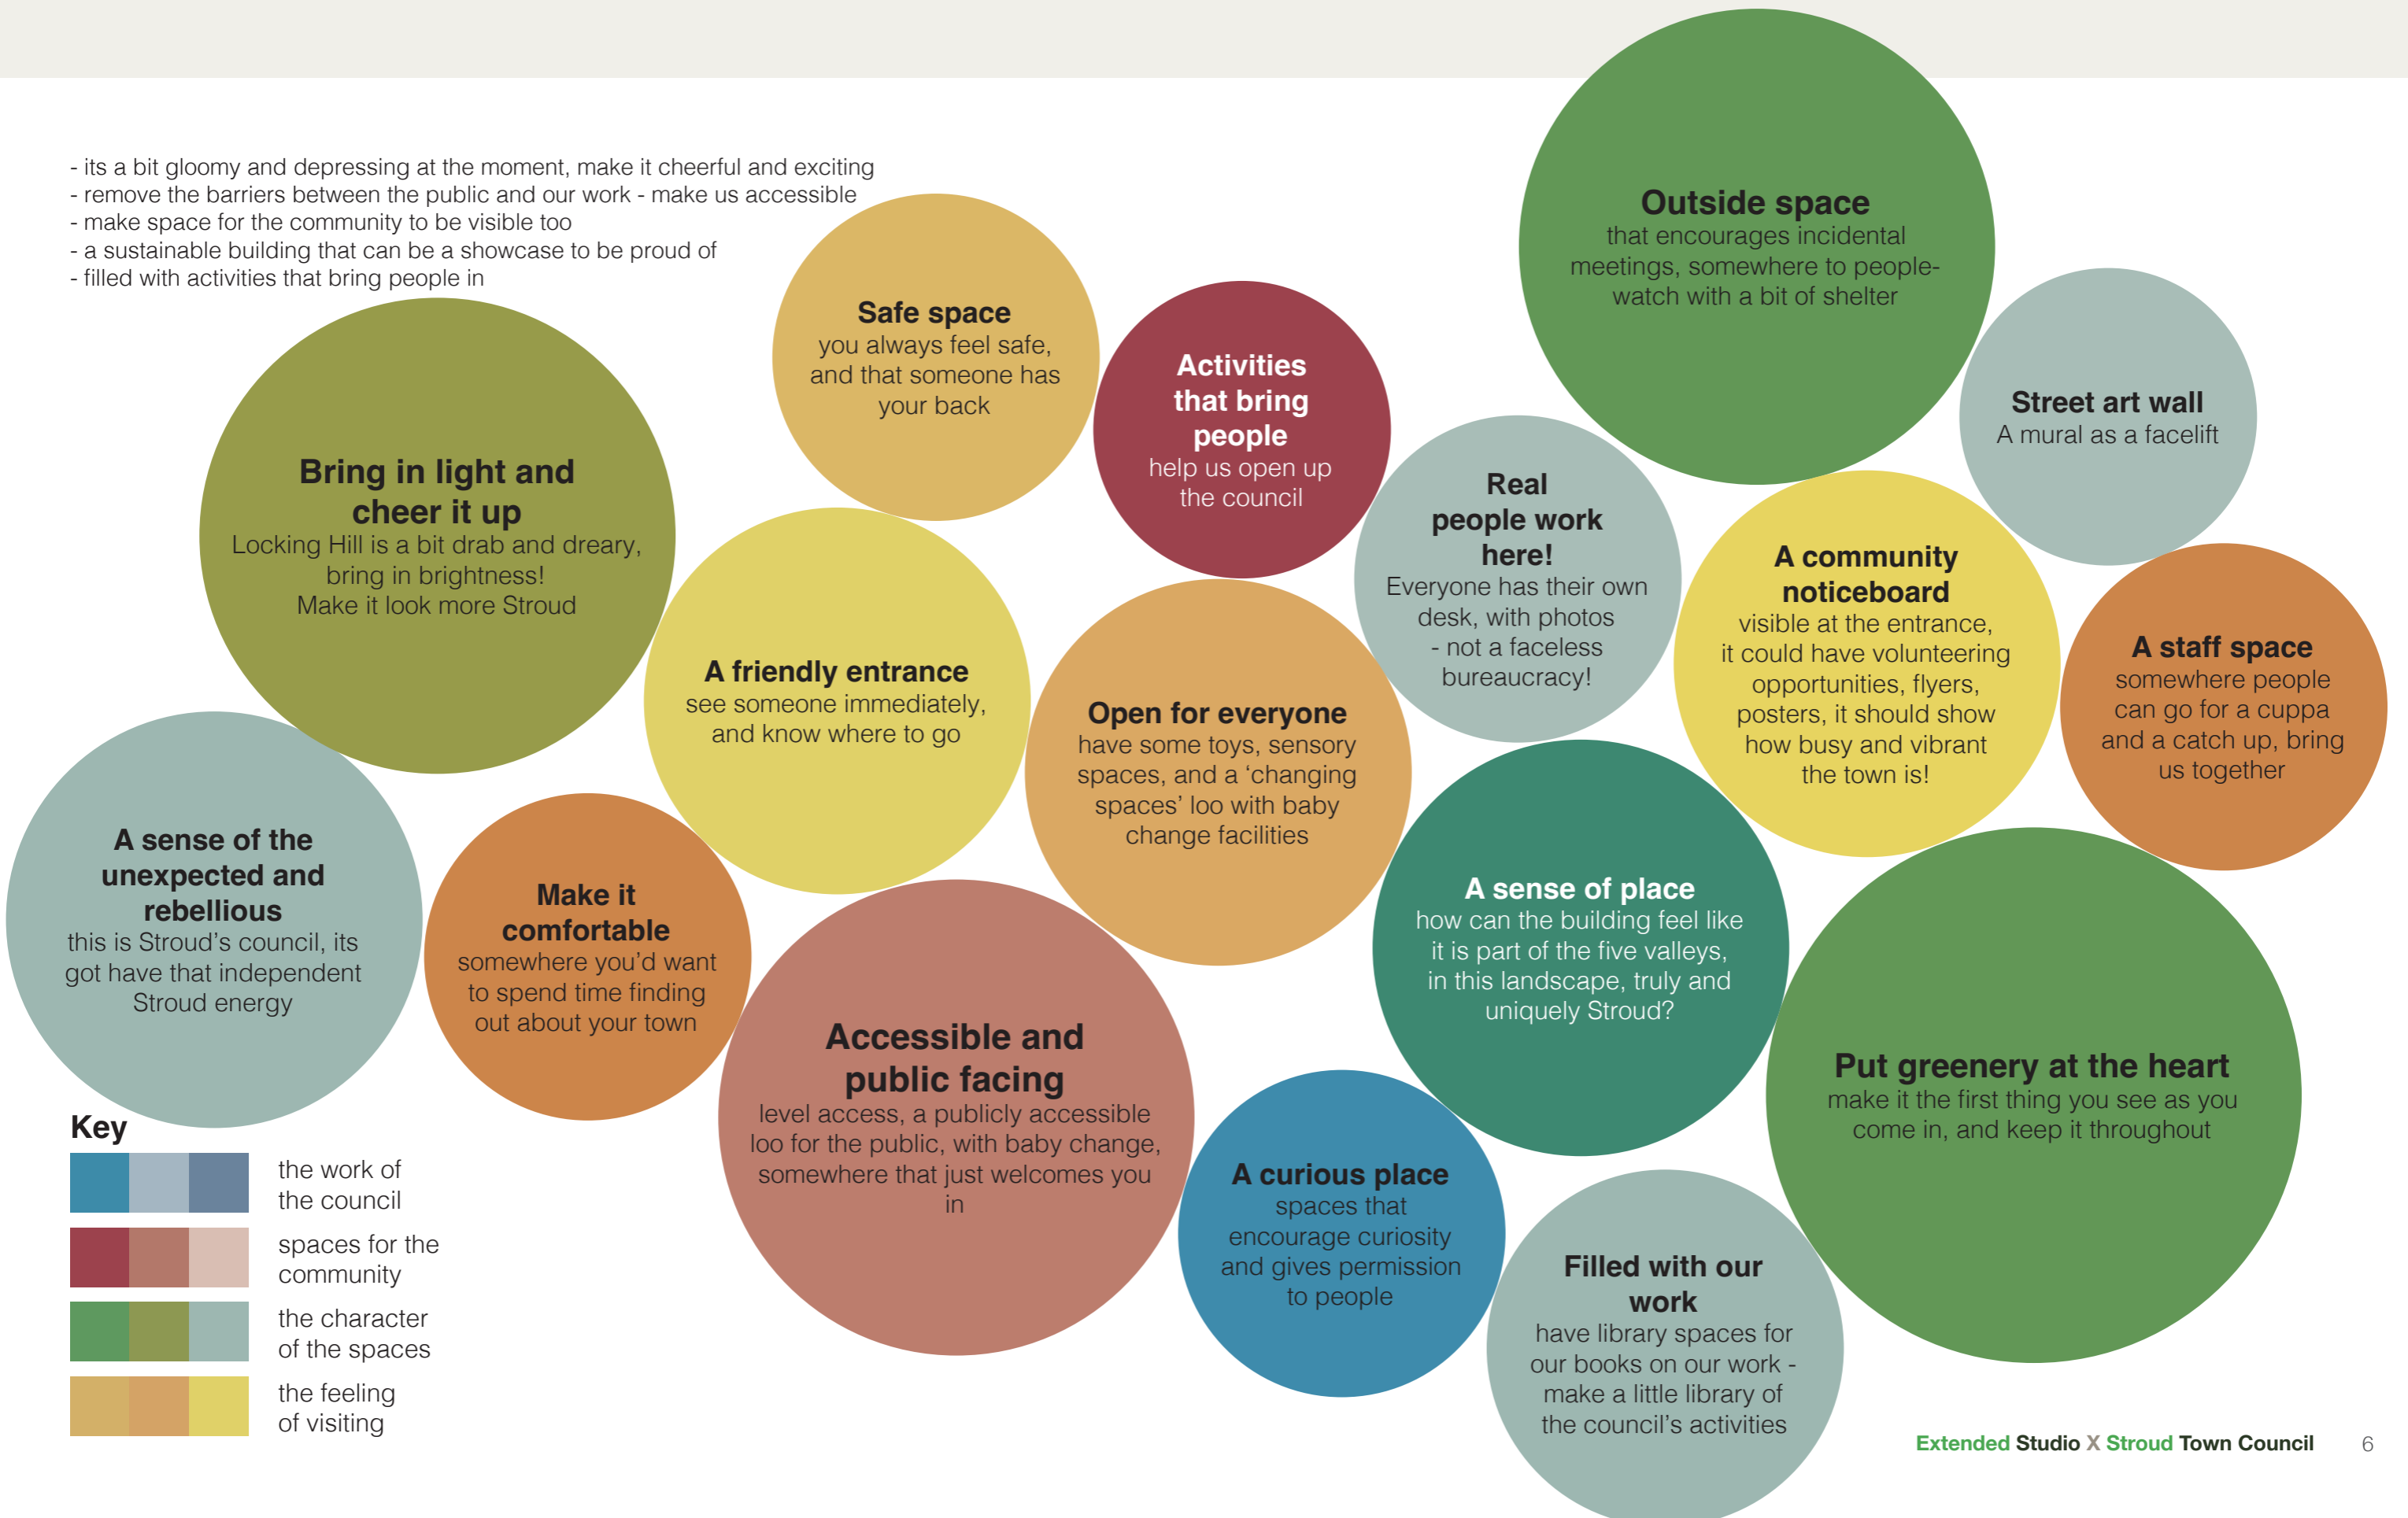 - its a bit gloomy and depressing at the moment, make it cheerful and exciting
- remove the barriers between the public and our work - make us accessible
- make space for the community to be visible too
- a sustainable building that can be a showcase to be proud of
- filled with activities that bring people in
Outside space
that encourages incidental
meetings, somewhere to people-
watch with a bit of shelter
Safe space
you always feel safe,
and that someone has
your back
Activities
that bring
people
help us open up
the council
Street art wall
A mural as a facelift
Bring in light and
cheer it up
Locking Hill is a bit drab and dreary,
bring in brightness!
Make it look more Stroud
Real
people work
here!
Everyone has their own
desk, with photos
- not a faceless
bureaucracy!
A community
noticeboard
visible at the entrance,
it could have volunteering
opportunities, flyers,
posters, it should show
how busy and vibrant
the town is!
A staff space
somewhere people
can go for a cuppa
and a catch up, bring
us together
A friendly entrance
see someone immediately,
and know where to go
Open for everyone
have some toys, sensory
spaces, and a ‘changing
spaces’ loo with baby
change facilities
A sense of the
unexpected and
rebellious
this is Stroud’s council, its
got have that independent
Stroud energy
Make it
comfortable
somewhere you’d want
to spend time finding
out about your town
A sense of place
how can the building feel like
it is part of the five valleys,
in this landscape, truly and
uniquely Stroud?
Accessible and
public facing
level access, a publicly accessible
loo for the public, with baby change,
somewhere that just welcomes you
in
Put greenery at the heart
make it the first thing you see as you
come in, and keep it throughout
A curious place
spaces that
encourage curiosity
and gives permission
to people
Filled with our
work
have library spaces for
our books on our work -
make a little library of
the council’s activities
Key
the work of
the council
spaces for the
community
the character
of the spaces
the feeling
of visiting
Extended Studio X Stroud Town Council 6